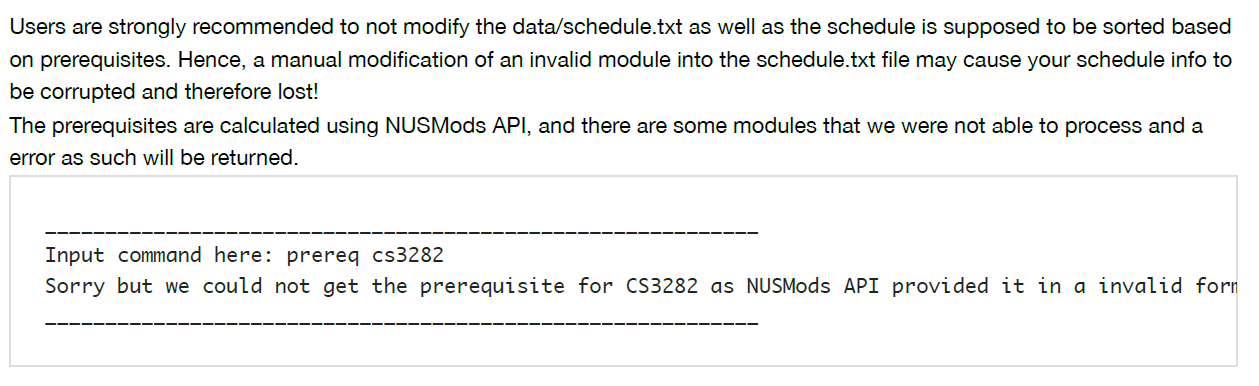 Users are strongly recommended to not modify the data/schedule.txt as well as the schedule is supposed to be sorted based
on prerequisites. Hence, a manual modification of an invalid module into the schedule.txt file may cause your schedule info to
be corrupted and therefore lost!
The prerequisites are calculated using NUSMods API, and there are some modules that we were not able to process and a
error as such will be returned.
____________________________________________________________
Input command here: prereq cs3282
Sorry but we could not get the prerequisite for CS3282 as NUSMods API provided it in a invalid
____________________________________________________________